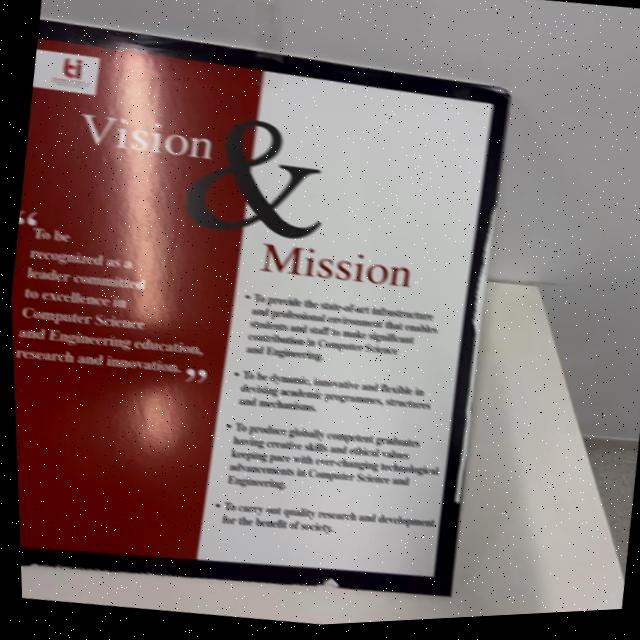 Vision
&
Mission
“ To be
recognized as a
leader committed
to excellence in
Computer Science
and Engineering education,
research and innovation. ”
• To provide the state-of-art infrastructure
and professional environment that enables
students and staff to make significant
contribution in Computer Science
and Engineering.
• To be dynamic, innovative and flexible in
devising academic programmes, structures
and mechanisms.
• To produce globally competent graduates
having creative skills and ethical values
keeping pace with ever-changing technological
advancements in Computer Science and
Engineering.
• To carry out quality research and development
for the benefit of society.